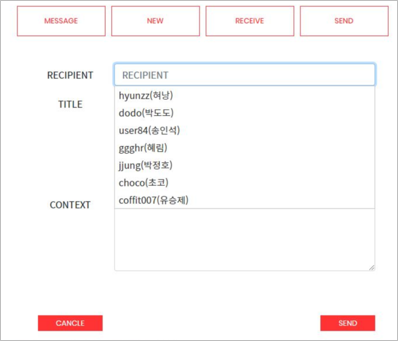 MESSAGE NEW RECEIVE SEND
RECIPIENT RECIPIENT
TITLE
hyunzz(혀낭)
dodo(박도도)
user84(송인석)
ggghr(혜림)
jjung(박정호)
choco(초코)
coffit007(유승제)
CONTEXT
CANCLE SEND